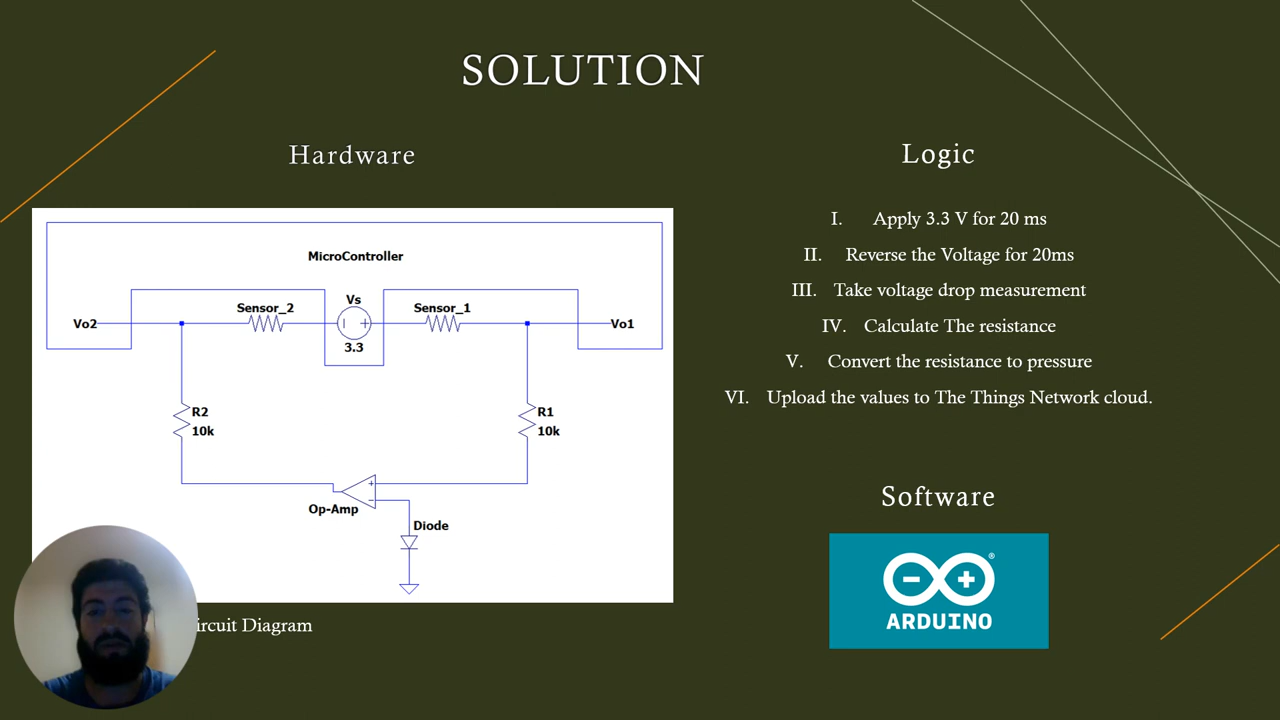 SOLUTION
Hardware
MicroController
Vs
Sensor_2
Sensor_1
Vo2
Vo1
3.3
R2
10k
R1
10k
Op-Amp
Diode
ircuit Diagram
Logic
I. Apply 3.3 V for 20 ms
II. Reverse the Voltage for 20ms
III. Take voltage drop measurement
IV. Calculate The resistance
V. Convert the resistance to pressure
VI. Upload the values to The Things Network cloud.
Software
ARDUINO